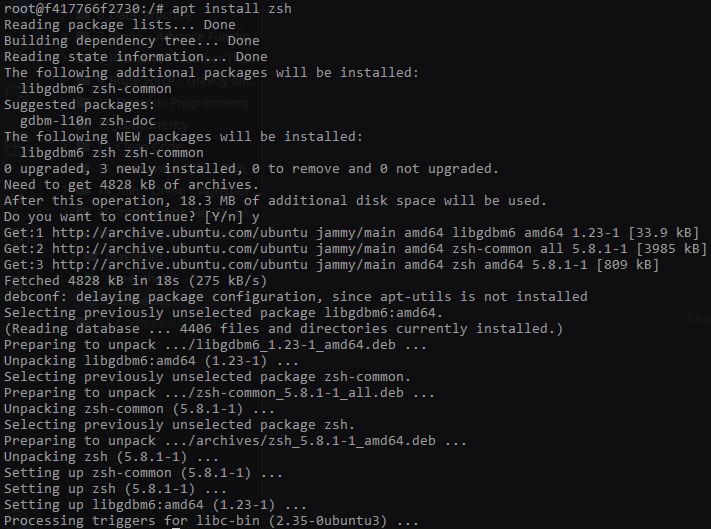 root@f417766f2730:/# apt install zsh
Reading package lists... Done
Building dependency tree... Done
Reading state information... Done
The following additional packages will be installed:
  libgdbm6 zsh-common
Suggested packages:
  gdbm-l10n zsh-doc
The following NEW packages will be installed:
  libgdbm6 zsh zsh-common
0 upgraded, 3 newly installed, 0 to remove and 0 not upgraded.
Need to get 4828 kB of archives.
After this operation, 18.3 MB of additional disk space will be used.
Do you want to continue? [Y/n] y
Get:1 http://archive.ubuntu.com/ubuntu jammy/main amd64 libgdbm6 amd64 1.23-1 [33.9 kB]
Get:2 http://archive.ubuntu.com/ubuntu jammy/main amd64 zsh-common all 5.8.1-1 [3985 kB]
Get:3 http://archive.ubuntu.com/ubuntu jammy/main amd64 zsh amd64 5.8.1-1 [809 kB]
Fetched 4828 kB in 18s (275 kB/s)
debconf: delaying package configuration, since apt-utils is not installed
Selecting previously unselected package libgdbm6:amd64.
(Reading database ... 4406 files and directories currently installed.)
Preparing to unpack .../libgdbm6_1.23-1_amd64.deb ...
Unpacking libgdbm6:amd64 (1.23-1) ...
Selecting previously unselected package zsh-common.
Preparing to unpack .../zsh-common_5.8.1-1_all.deb ...
Unpacking zsh-common (5.8.1-1) ...
Selecting previously unselected package zsh.
Preparing to unpack .../archives/zsh_5.8.1-1_amd64.deb ...
Unpacking zsh (5.8.1-1) ...
Setting up zsh-common (5.8.1-1) ...
Setting up zsh (5.8.1-1) ...
Setting up libgdbm6:amd64 (1.23-1) ...
Processing triggers for libc-bin (2.35-0ubuntu3) ...